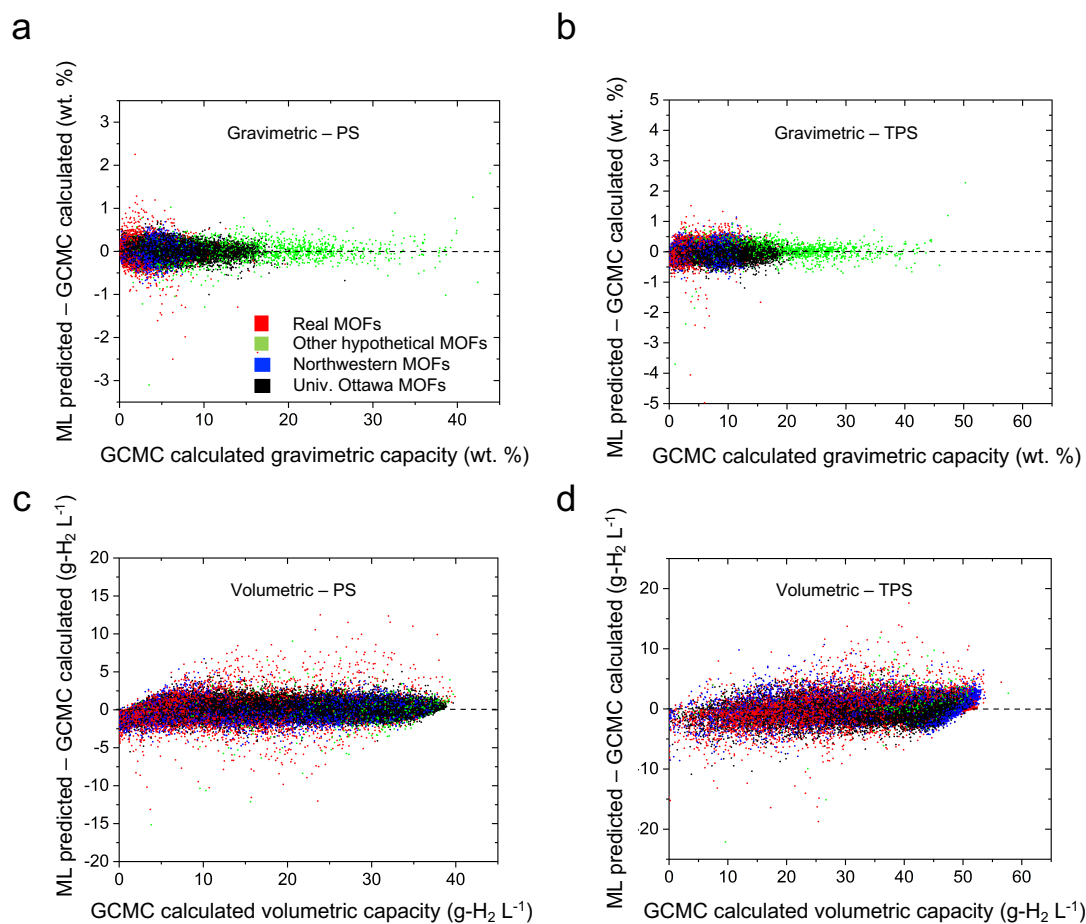 a
ML predicted – GCMC calculated (wt. %)
3
2
1
0
-1
-2
-3
Gravimetric – PS
Real MOFs
Other hypothetical MOFs
Northwestern MOFs
Univ. Ottawa MOFs
0 10 20 30 40
GCMC calculated gravimetric capacity (wt. %)
b
ML predicted – GCMC calculated (wt. %)
5
4
3
2
1
0
-1
-2
-3
-4
-5
Gravimetric – TPS
0 10 20 30 40 50 60
GCMC calculated gravimetric capacity (wt. %)
c
ML predicted – GCMC calculated (g-H₂ L⁻¹)
20
15
10
5
0
-5
-10
-15
-20
Volumetric – PS
0 10 20 30 40
GCMC calculated volumetric capacity (g-H₂ L⁻¹)
d
ML predicted – GCMC calculated (g-H₂ L⁻¹)
20
10
0
-10
-20
Volumetric – TPS
0 10 20 30 40 50 60
GCMC calculated volumetric capacity (g-H₂ L⁻¹)